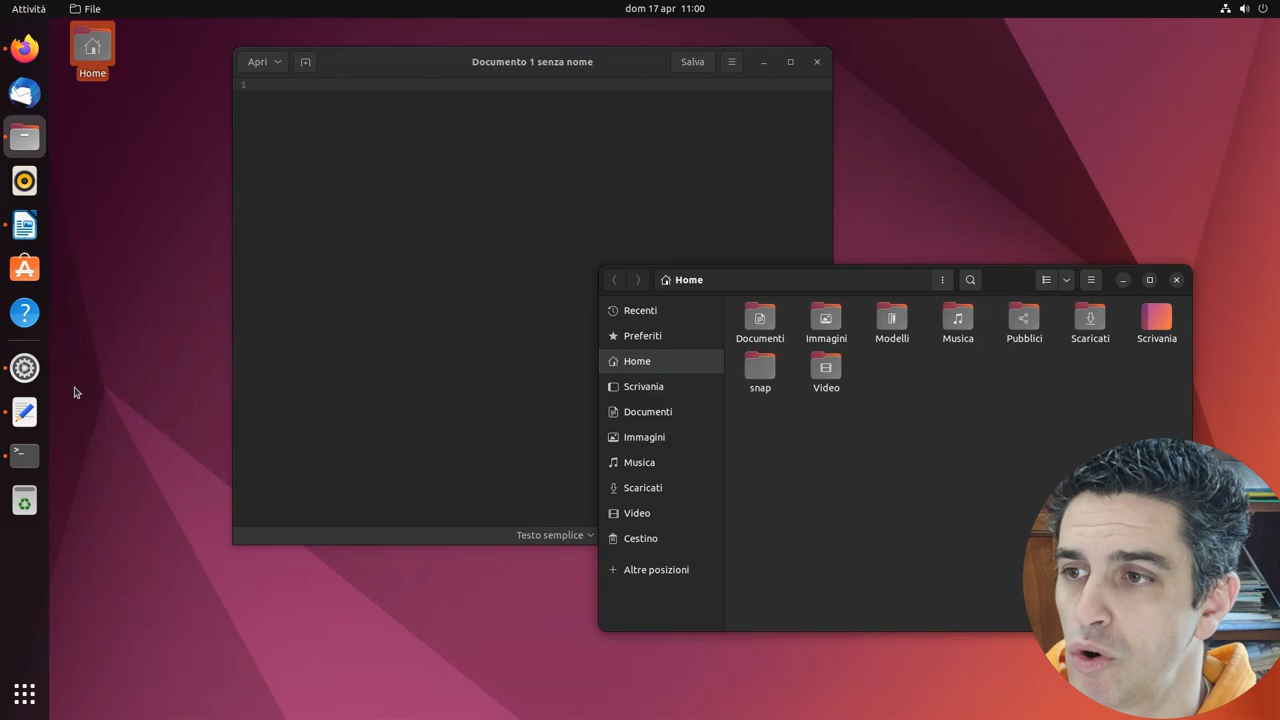 Attività
File
dom 17 apr 11:00
Home
Apri
Documento 1 senza nome
Salva
1
Testo semplice
Home
Recenti
Preferiti
Home
Scrivania
Documenti
Immagini
Musica
Scaricati
Video
Cestino
Altre posizioni
Documenti
Immagini
Modelli
Musica
Pubblici
Scaricati
Scrivania
snap
Video